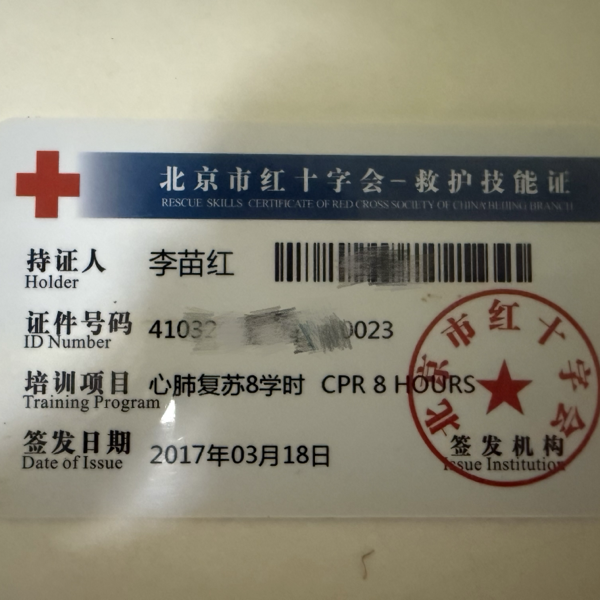 北京市红十字会-救护技能证
RESCUE SKILLS CERTIFICATE OF RED CROSS SOCIETY OF CHINA BEIJING BRANCH
持证人 李苗红
Holder
证件号码 41032 0023
ID Number
培训项目 心肺复苏8学时 CPR 8 HOURS
Training Program
签发日期 2017年03月18日
Date of Issue
北京市红十字会
签发机构
Issue Institution